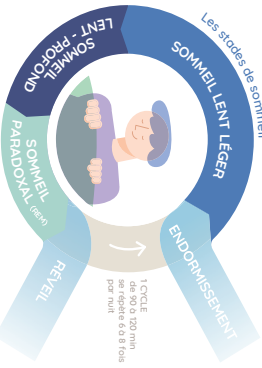 Les stades de sommeil
ENDORMISSEMENT
SOMMEIL LENT LÉGER
SOMMEIL
LENT - PROFOND
SOMMEIL
PARADOXAL (REM)
RÉVEIL
1 CYCLE
de 90 à 120 min
se répète 6 à 8 fois
par nuit